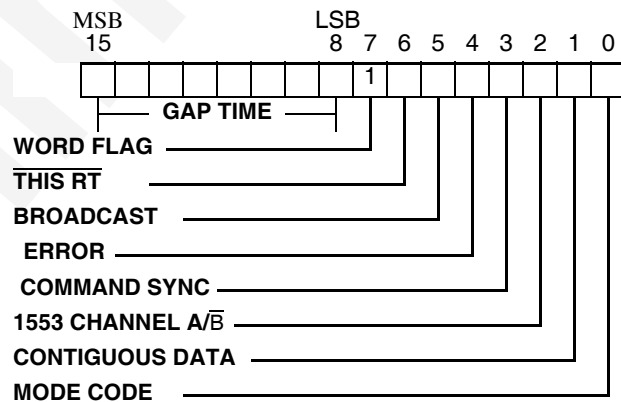 MSB LSB
15 8 7 6 5 4 3 2 1 0
1
GAP TIME
WORD FLAG
THIS RT
BROADCAST
ERROR
COMMAND SYNC
1553 CHANNEL A/B̅
CONTIGUOUS DATA
MODE CODE